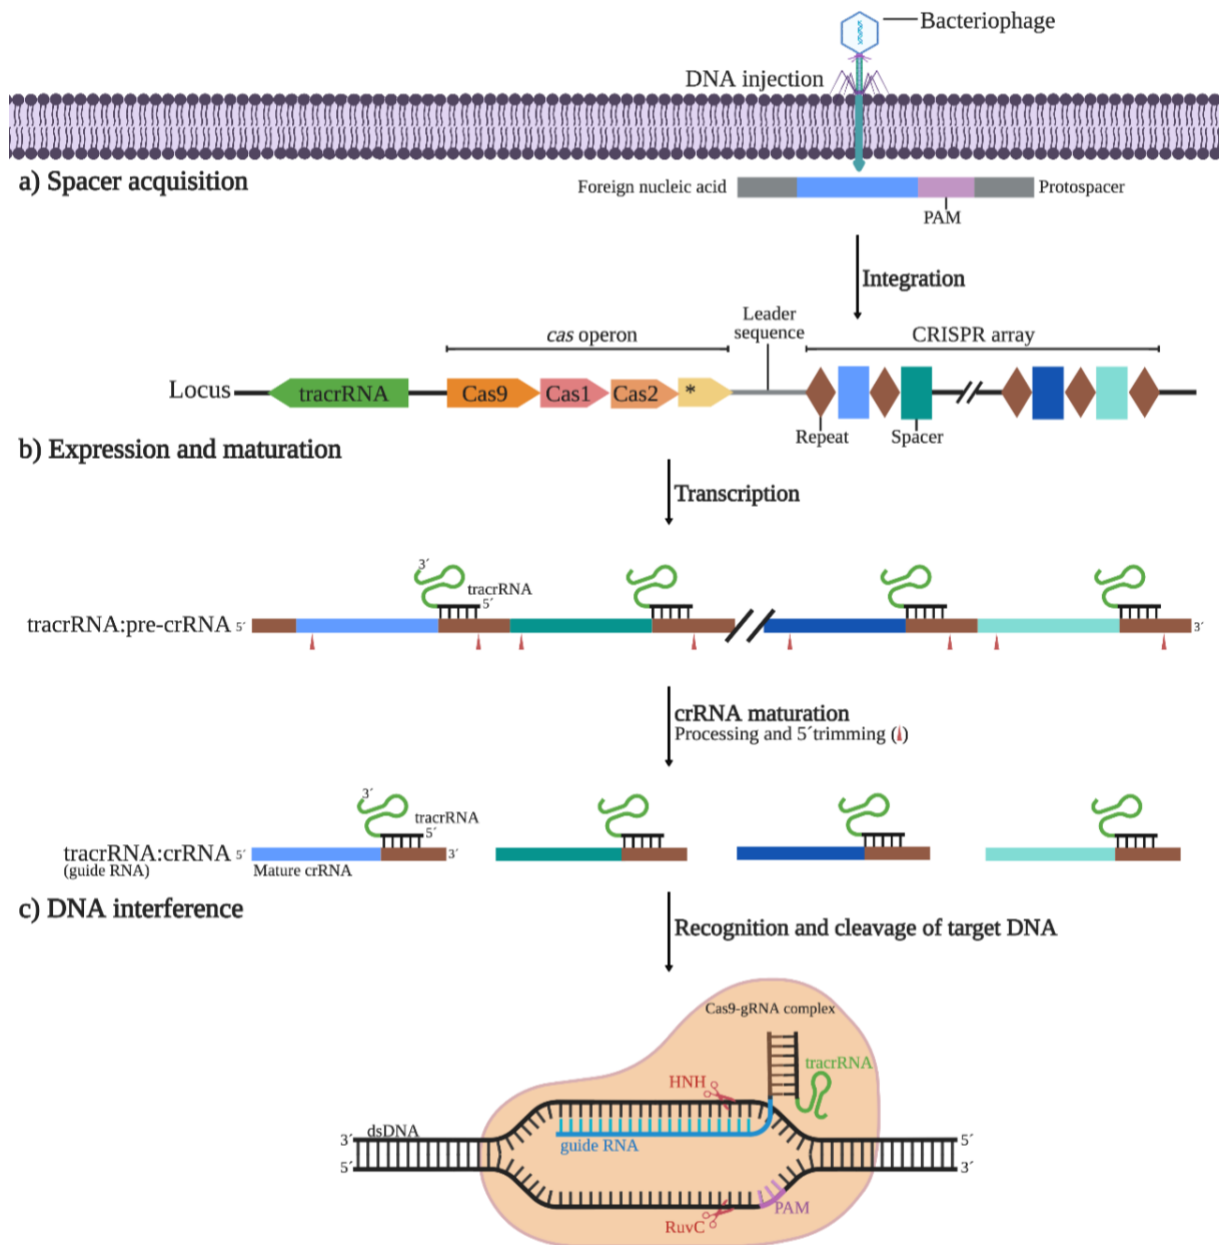 Bacteriophage
DNA injection
a) Spacer acquisition
Foreign nucleic acid
Protospacer
PAM
Integration
Leader
sequence
cas operon
CRISPR array
Locus
tracrRNA
Cas9
Cas1
Cas2
*
Repeat
Spacer
b) Expression and maturation
Transcription
3´
tracrRNA
5´
tracrRNA:pre-crRNA 5´
3´
crRNA maturation
Processing and 5´trimming ( )
3´
tracrRNA
5´
tracrRNA:crRNA 5´
3´
(guide RNA)
Mature crRNA
c) DNA interference
Recognition and cleavage of target DNA
Cas9-gRNA complex
tracrRNA
HNH
dsDNA
3´
5´
guide RNA
5´
3´
PAM
RuvC